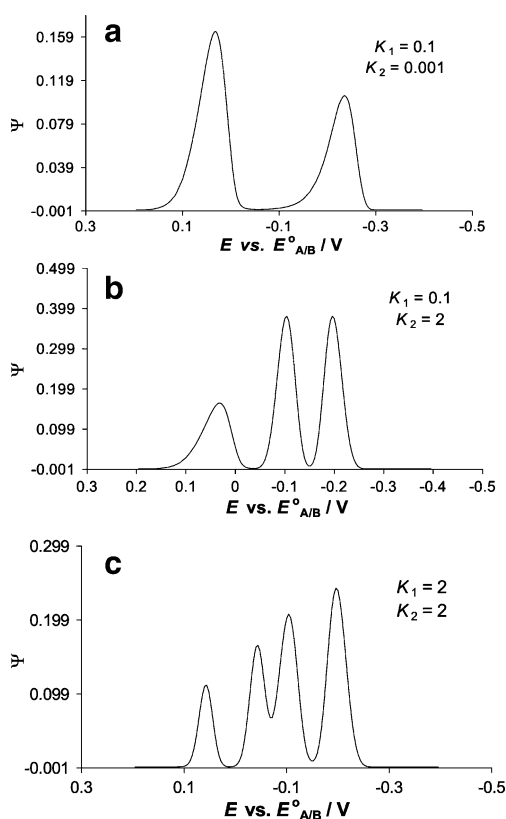 a
0.159
0.119
0.079
0.039
-0.001
Ψ
K1 = 0.1
K2 = 0.001
0.3 0.1 -0.1 -0.3 -0.5
E vs. E°A/B / V
b
0.499
0.399
0.299
0.199
0.099
-0.001
Ψ
K1 = 0.1
K2 = 2
0.3 0.2 0.1 0 -0.1 -0.2 -0.3 -0.4 -0.5
E vs. E°A/B / V
c
0.299
0.199
0.099
-0.001
Ψ
K1 = 2
K2 = 2
0.3 0.1 -0.1 -0.3 -0.5
E vs. E°A/B / V